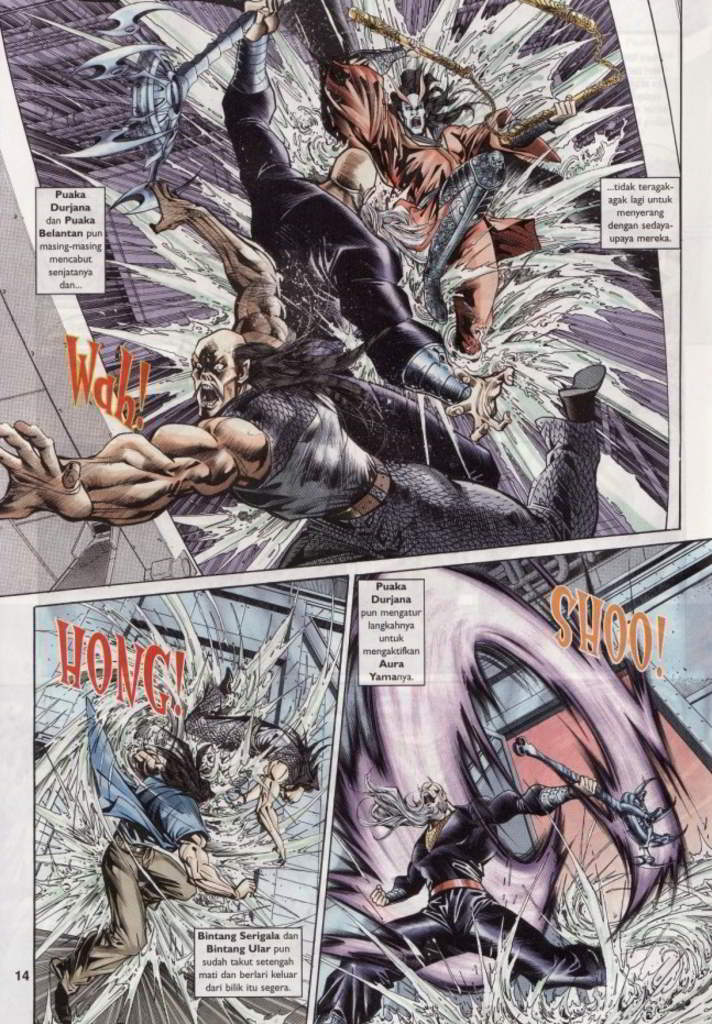 Puaka
Durjana
dan Puaka
Belantan pun
masing-masing
mencabut
senjatanya
dan...
...tidak teragak-
agak lagi untuk
menyerang
dengan sedaya-
upaya mereka.
Wah!
HONG!
Bintang Serigala dan
Bintang Ular pun
sudah takut setengah
mati dan berlari keluar
dari bilik itu segera.
Puaka
Durjana
pun mengatur
langkahnya
untuk
mengaktifkan
Aura
Yamanya.
SHOO!
14